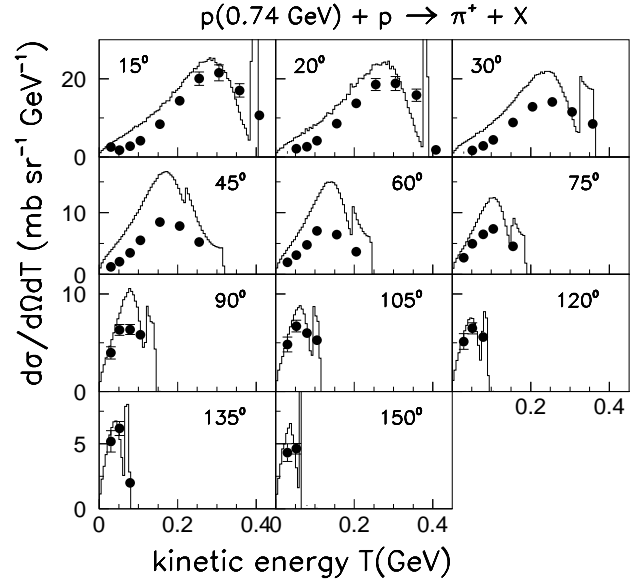 p(0.74 GeV) + p → π⁺ + X
dσ/dΩdT (mb sr⁻¹ GeV⁻¹)
15⁰ 20⁰ 30⁰
20
0
45⁰ 60⁰ 75⁰
10
0
90⁰ 105⁰ 120⁰
10
0
0.2 0.4
135⁰ 150⁰
5
0
0 0.2 0.40 0.2 0.4
kinetic energy T(GeV)